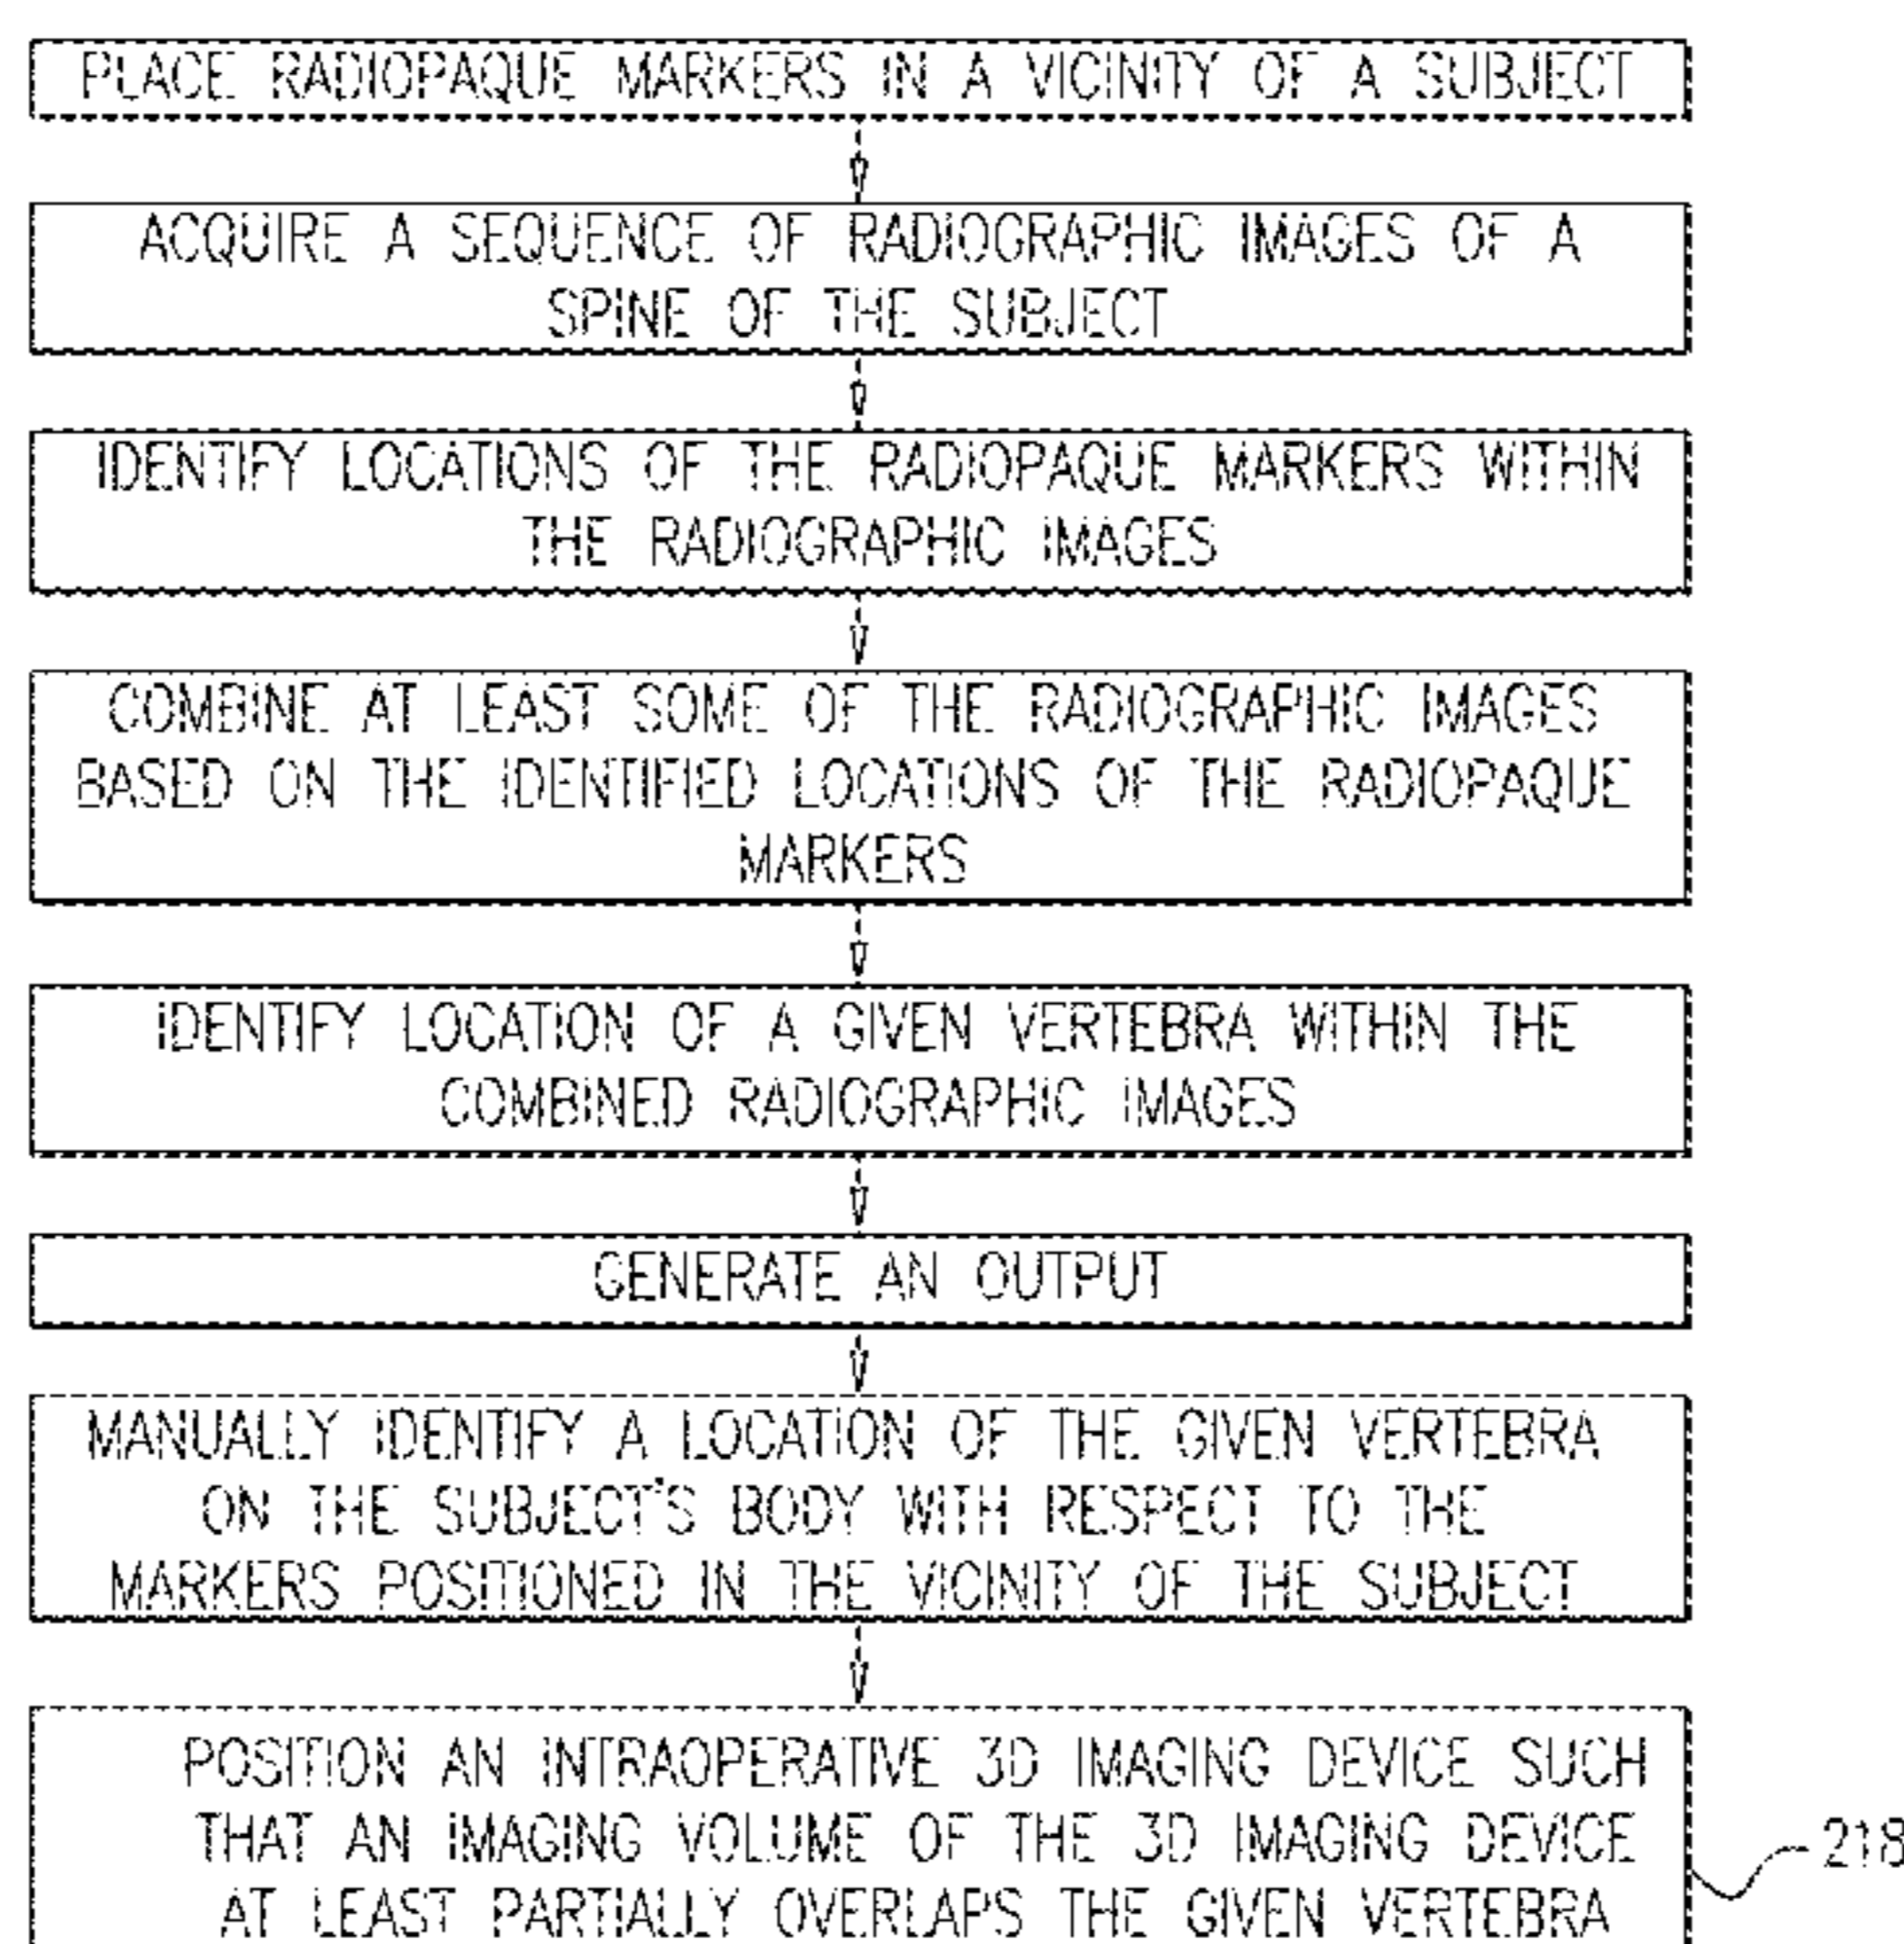 PLACE RADIOPAQUE MARKERS IN A VICINITY OF A SUBJECT
ACQUIRE A SEQUENCE OF RADIOGRAPHIC IMAGES OF A
SPINE OF THE SUBJECT
IDENTIFY LOCATIONS OF THE RADIOPAQUE MARKERS WITHIN
THE RADIOGRAPHIC IMAGES
COMBINE AT LEAST SOME OF THE RADIOGRAPHIC IMAGES
BASED ON THE IDENTIFIED LOCATIONS OF THE RADIOPAQUE
MARKERS
IDENTIFY LOCATION OF A GIVEN VERTEBRA WITHIN THE
COMBINED RADIOGRAPHIC IMAGES
GENERATE AN OUTPUT
MANUALLY IDENTIFY A LOCATION OF THE GIVEN VERTEBRA
ON THE SUBJECT'S BODY WITH RESPECT TO THE
MARKERS POSITIONED IN THE VICINITY OF THE SUBJECT
POSITION AN INTRAOPERATIVE 3D IMAGING DEVICE SUCH
THAT AN IMAGING VOLUME OF THE 3D IMAGING DEVICE
AT LEAST PARTIALLY OVERLAPS THE GIVEN VERTEBRA
218